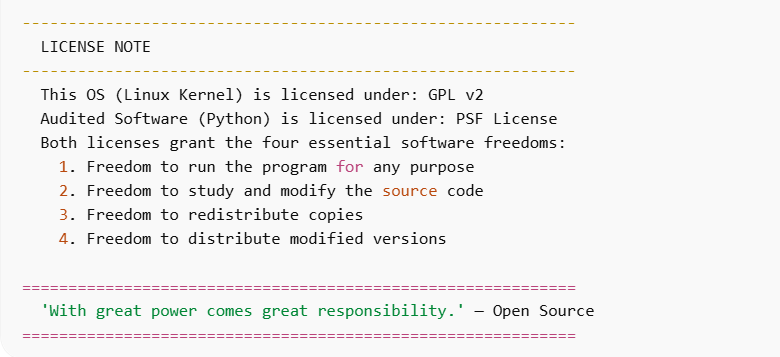 ------------------------------------------------------------
LICENSE NOTE
------------------------------------------------------------
This OS (Linux Kernel) is licensed under: GPL v2
Audited Software (Python) is licensed under: PSF License
Both licenses grant the four essential software freedoms:
1. Freedom to run the program for any purpose
2. Freedom to study and modify the source code
3. Freedom to redistribute copies
4. Freedom to distribute modified versions
============================================================
'With great power comes great responsibility.' — Open Source
============================================================